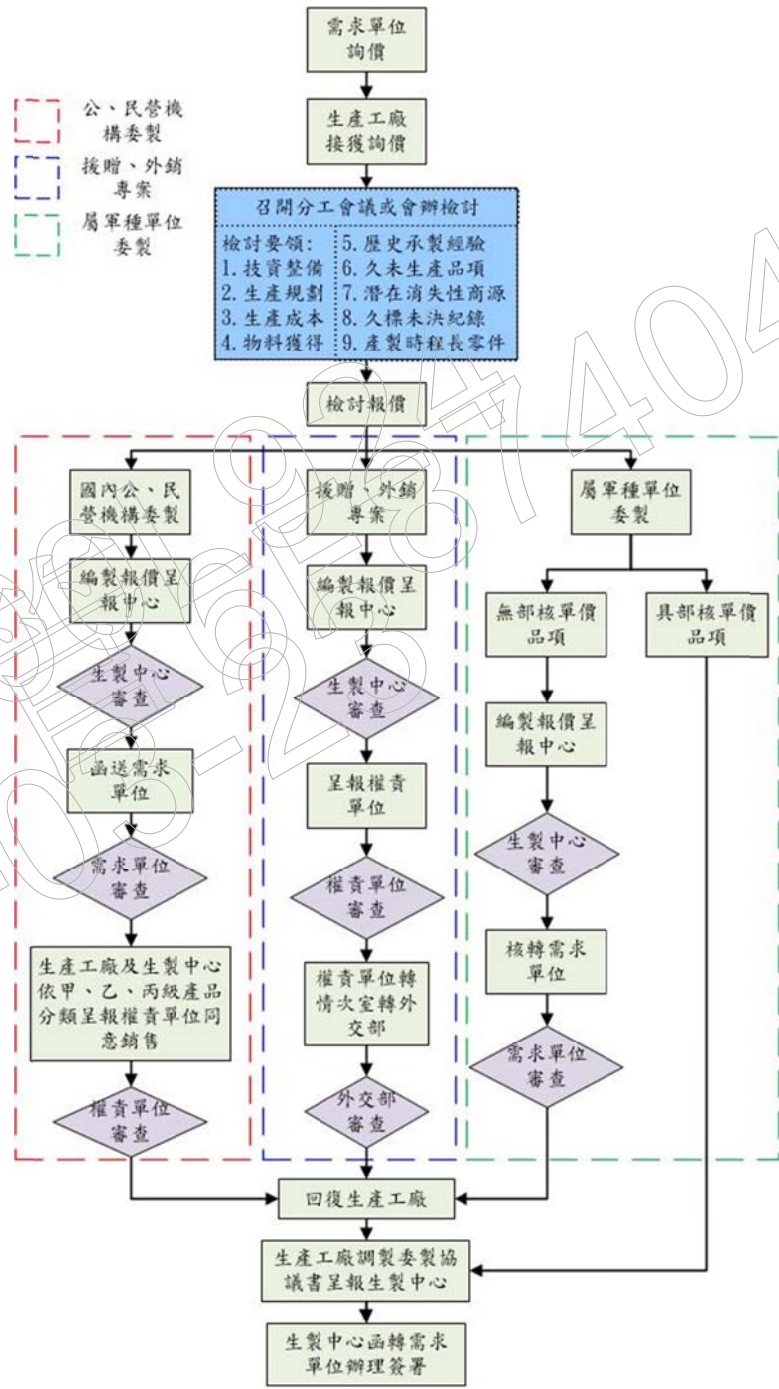 需求單位
詢價
公、民營機
構委製
援贈、外銷
專案
屬軍種單位
委製
生產工廠
接獲詢價
召開分工會議或會辦檢討
檢討要領:
1.技資整備
2.生產規劃
3.生產成本
4.物料獲得
5.歷史承製經驗
6.久未生產品項
7.潛在消失性商源
8.久標未決紀錄
9.產製時程長零件
檢討報價
國內公、民
營機構委製
編製報價呈
報中心
生製中心
審查
函送需求
單位
需求單位
審查
生產工廠及生製中心
依甲、乙、丙級產品
分類呈報權責單位同
意銷售
權責單位
審查
援贈、外銷
專案
編製報價呈
報中心
生製中心
審查
呈報權責
單位
權責單位
審查
權責單位轉
情次室轉外
交部
外交部
審查
屬軍種單位
委製
無部核單價
品項
具部核單價
品項
編製報價呈
報中心
生製中心
審查
核轉需求
單位
需求單位
審查
回復生產工廠
生產工廠調製委製協
議書呈報生製中心
生製中心函轉需求
單位辦理簽署